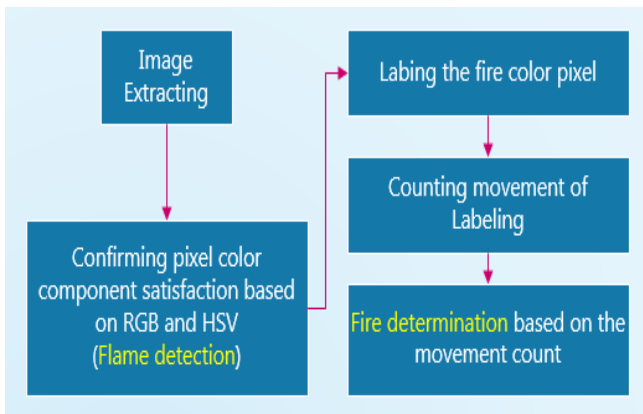 Image
Extracting
Confirming pixel color
component satisfaction based
on RGB and HSV
(Flame detection)
Labing the fire color pixel
Counting movement of
Labeling
Fire determination based on the
movement count